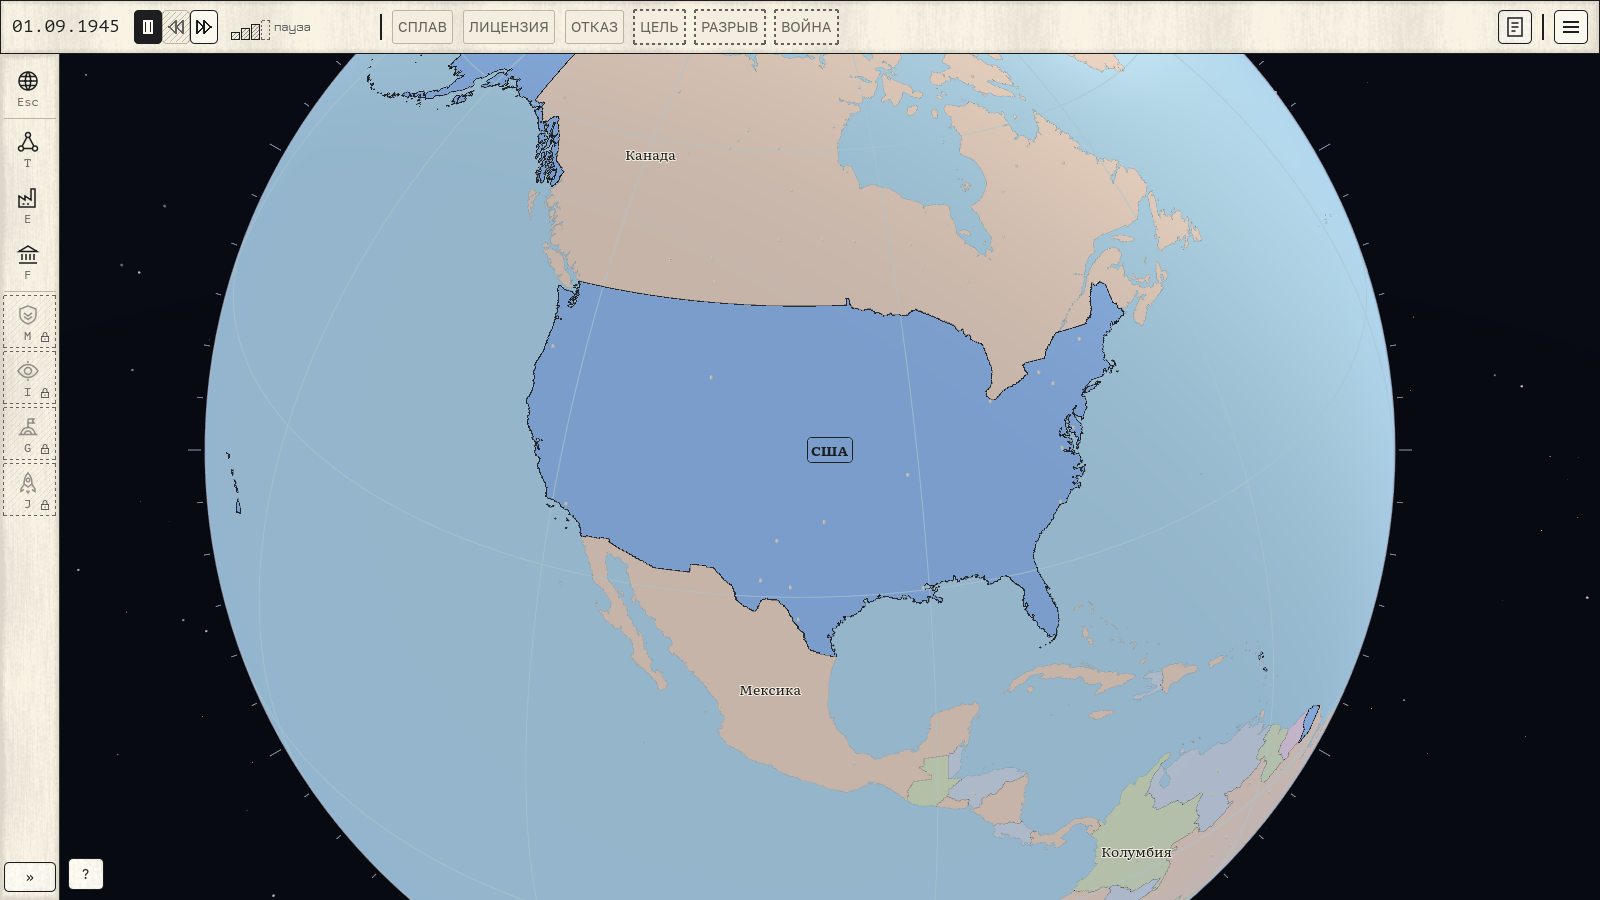 01.09.1945
пауза
СПЛАВ
ЛИЦЕНЗИЯ
ОТКАЗ
ЦЕЛЬ
РАЗРЫВ
ВОЙНА
Esc
T
E
F
M
I
G
J
»
?
Канада
США
Мексика
Колумбия